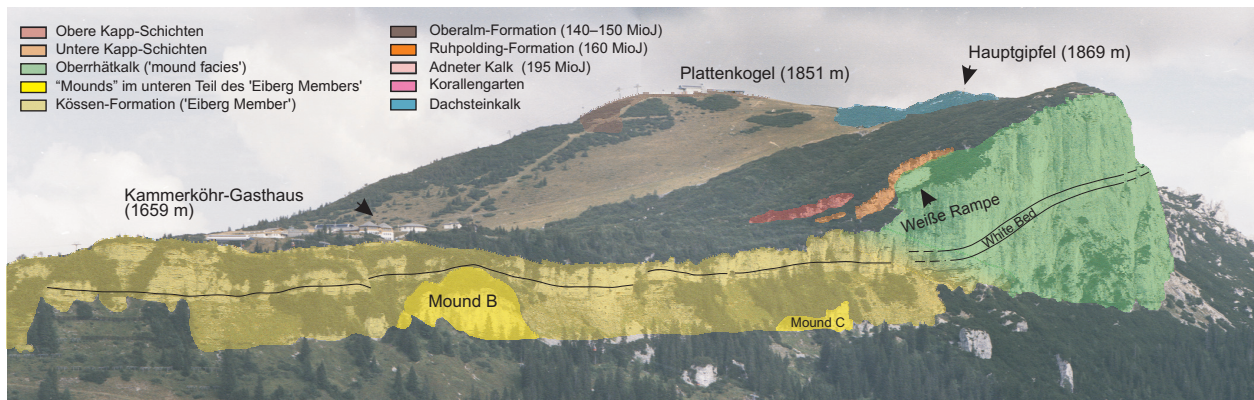 Obere Kapp-Schichten
Untere Kapp-Schichten
Oberrhätkalk ('mound facies')
“Mounds” im unteren Teil des 'Eiberg Members'
Kössen-Formation ('Eiberg Member')
Oberalm-Formation (140–150 MioJ)
Ruhpolding-Formation (160 MioJ)
Adneter Kalk (195 MioJ)
Korallengarten
Dachsteinkalk
Hauptgipfel (1869 m)
Plattenkogel (1851 m)
Kammerköhr-Gasthaus
(1659 m)
Weiße Rampe
White Bed
Mound B
Mound C